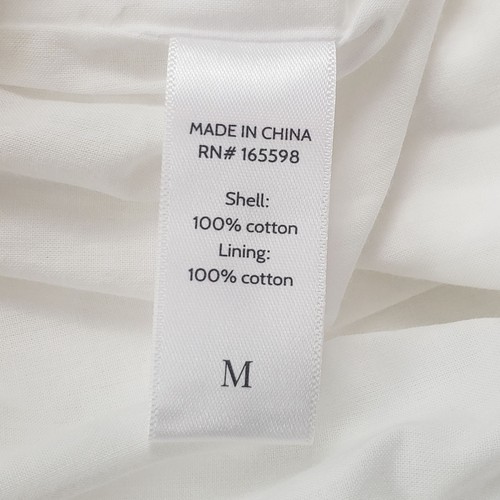 MADE IN CHINA
RN# 165598
Shell:
100% cotton
Lining:
100% cotton
M